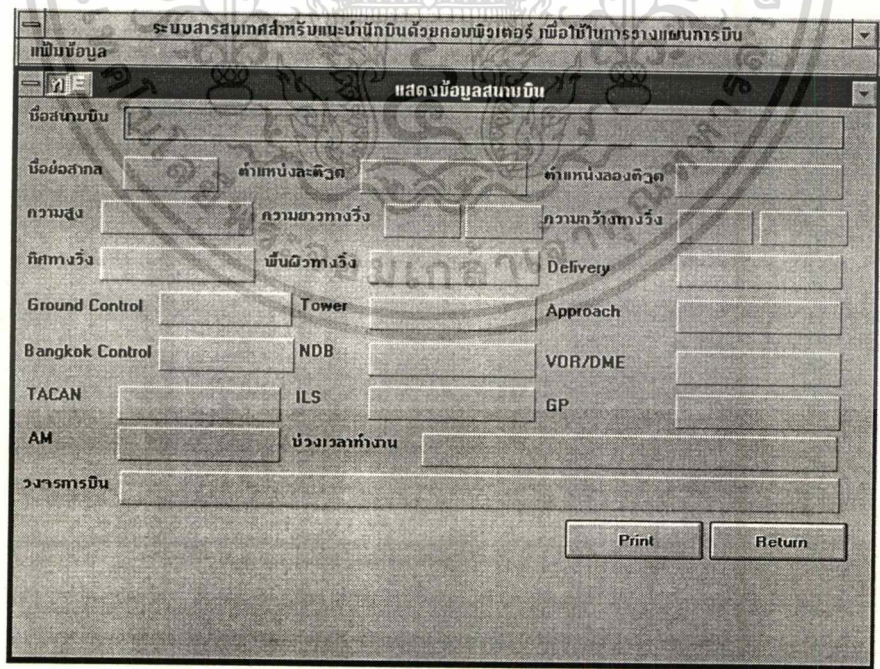 ระบบสารสนเทศสำหรับแนะนำนักบินด้วยคอมพิวเตอร์ เพื่อใช้ในการวางแผนการบิน
แฟ้มข้อมูล
ก
แสดงข้อมูลสนามบิน
ชื่อสนามบิน
ชื่อย่อสากล ตำแหน่งละติจูด ตำแหน่งลองติจูด
ความสูง ความยาวทางวิ่ง ความกว้างทางวิ่ง
ทิศทางวิ่ง พื้นผิวทางวิ่ง Delivery
Ground Control Tower Approach
Bangkok Control NDB VOR/DME
TACAN ILS GP
AM ช่วงเวลาทำงาน
วงจรการบิน
Print Return